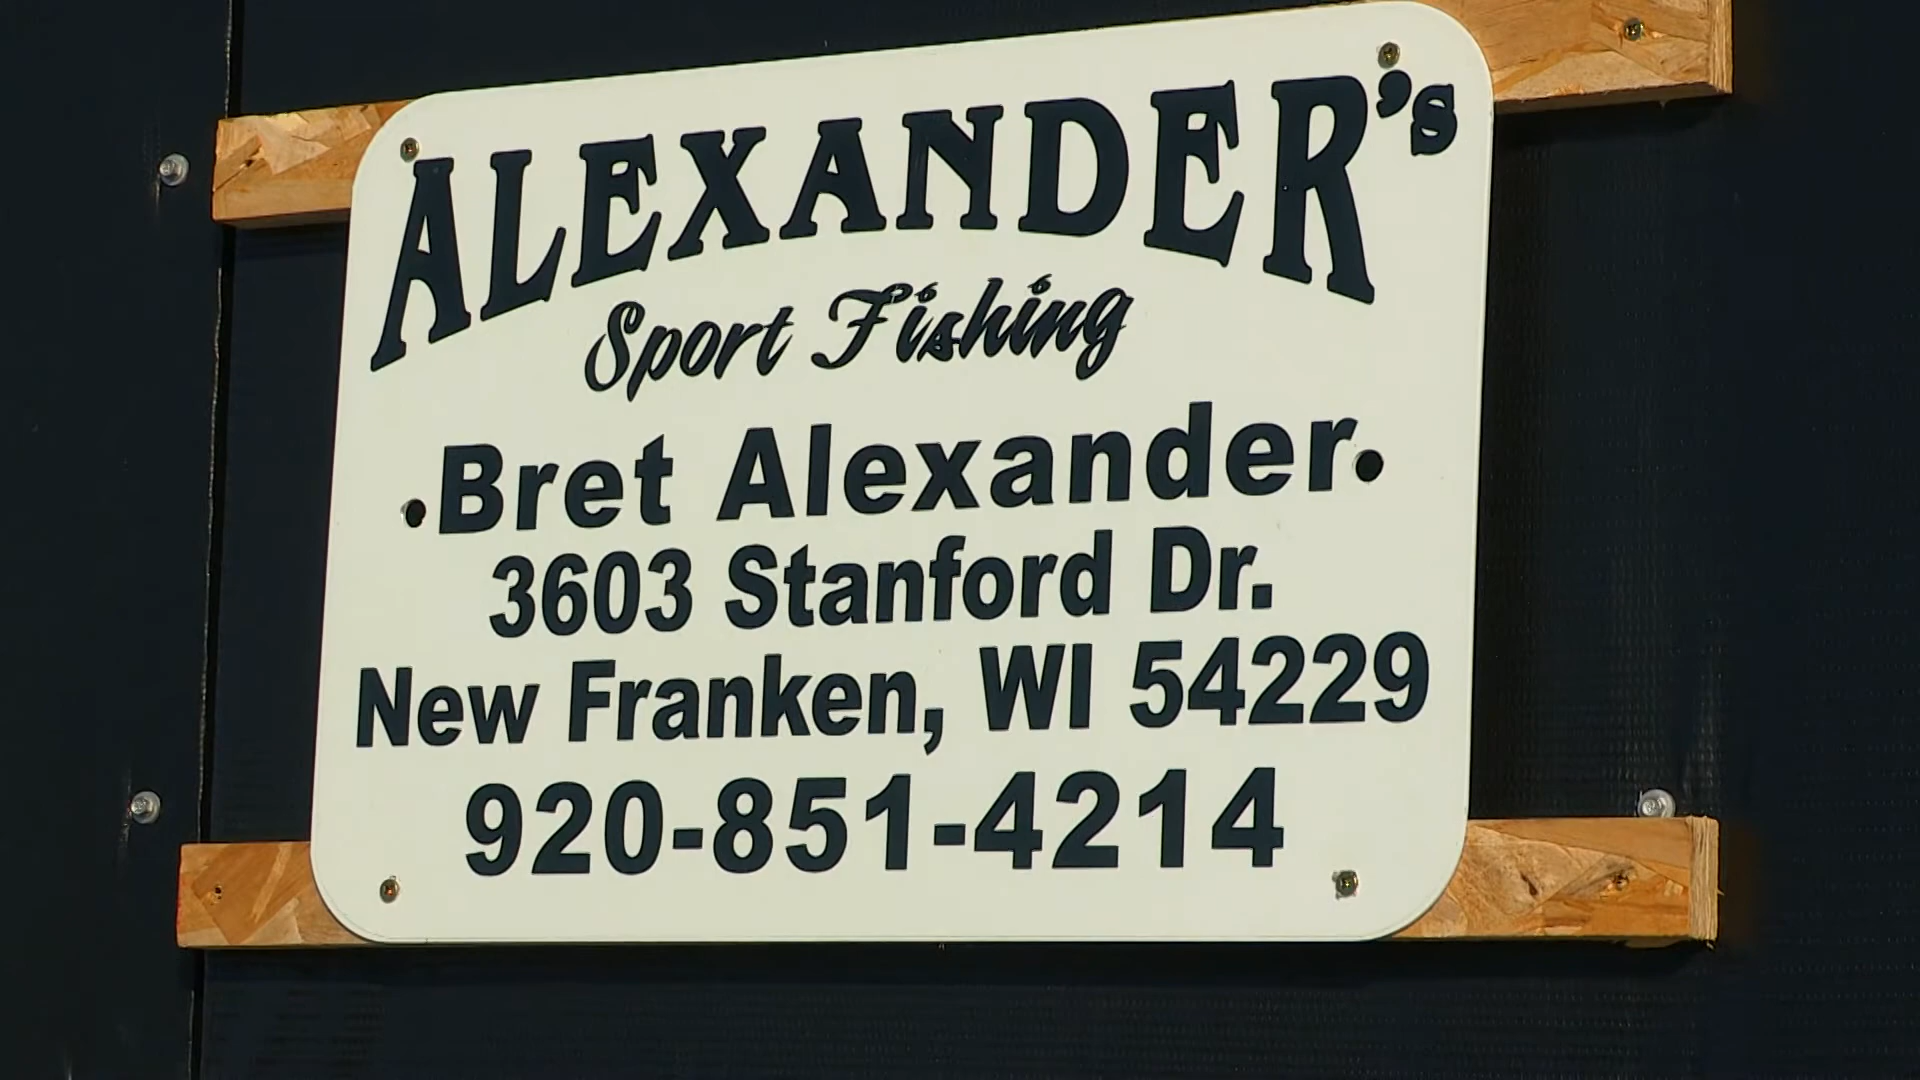 ALEXANDER's
Sport Fishing
Bret Alexander
3603 Stanford Dr.
New Franken, WI 54229
920-851-4214